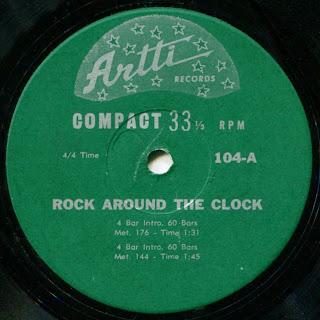 Artti
RECORDS
COMPACT 33⅓ RPM
4/4 Time 104-A
ROCK AROUND THE CLOCK
4 Bar Intro. 60 Bars
Met. 176 - Time 1:31
4 Bar Intro. 60 Bars
Met. 144 - Time 1:45